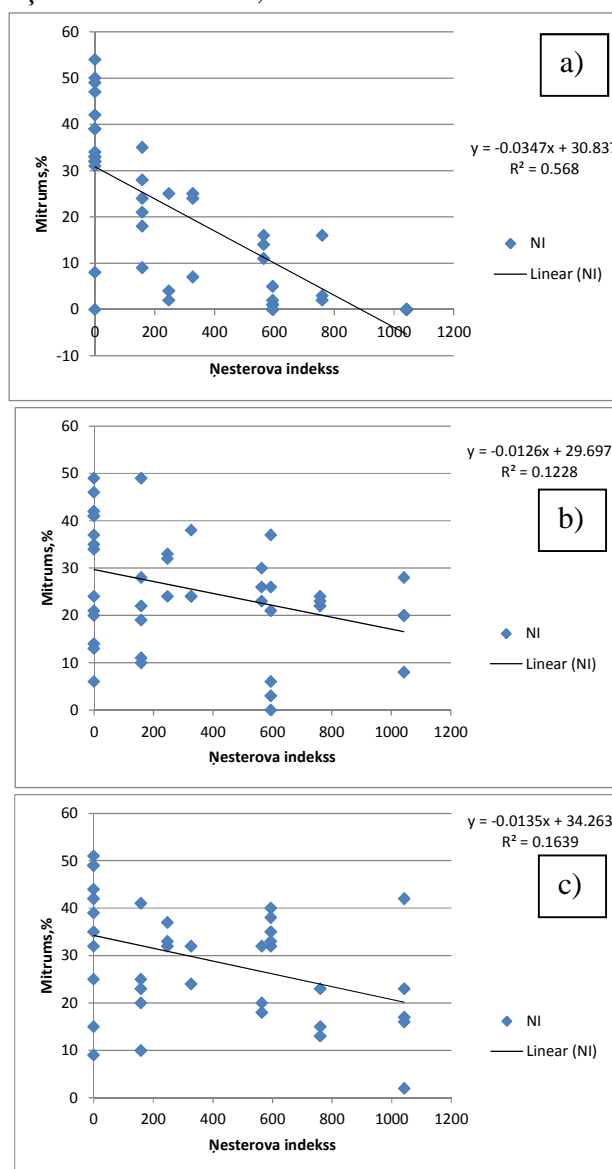 60
50
40
30
20
10
0
-10
0 200 400 600 800 1000 1200
Mitrums,%
Ņesterova indekss
a)
y = -0.0347x + 30.837
R² = 0.568
NI
Linear (NI)
60
50
40
30
20
10
0
0 200 400 600 800 1000 1200
Mitrums,%
Ņesterova indekss
y = -0.0126x + 29.697
R² = 0.1228
b)
NI
Linear (NI)
60
50
40
30
20
10
0
0 200 400 600 800 1000 1200
Mitrums,%
Ņesterova indekss
y = -0.0135x + 34.263
R² = 0.1639
c)
NI
Linear (NI)